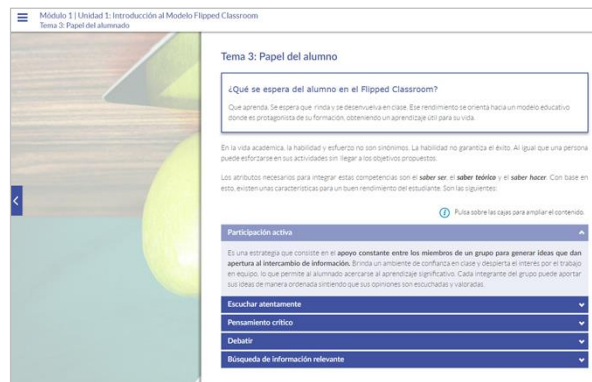 Módulo 1 | Unidad 1: Introducción al Modelo Flipped Classroom
Tema 3: Papel del alumnado
Tema 3: Papel del alumno
¿Qué se espera del alumno en el Flipped Classroom?
Que aprenda. Se espera que rinda y se desenvuelva en clase. Ese rendimiento se orienta hacia un modelo educativo
donde es protagonista de su formación, obteniendo un aprendizaje útil para su vida.
En la vida académica, la habilidad y esfuerzo no son sinónimos. La habilidad no garantiza el éxito. Al igual que una persona
puede esforzarse en sus actividades sin llegar a los objetivos propuestos.
Los atributos necesarios para integrar estas competencias son el saber ser, el saber teórico y el saber hacer. Con base en
esto, existen unas características para un buen rendimiento del estudiante. Son las siguientes:
Pulsa sobre las cajas para ampliar el contenido.
Participación activa
Es una estrategia que consiste en el apoyo constante entre los miembros de un grupo para generar ideas que dan
apertura al intercambio de información. Brinda un ambiente de confianza en clase y despierta el interés por el trabajo
en equipo, lo que permite al alumnado acercarse al aprendizaje significativo. Cada integrante del grupo puede aportar
sus ideas de manera ordenada sintiendo que sus opiniones son escuchadas y valoradas.
Escuchar atentamente
Pensamiento crítico
Debatir
Búsqueda de información relevante